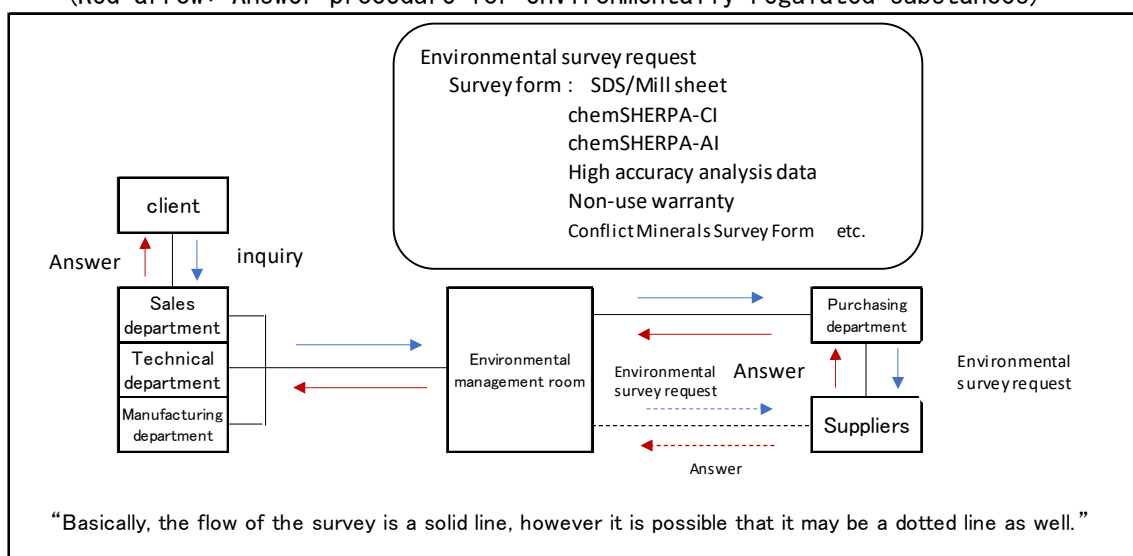 (Red arrow: Answer procedure for environmentally regulated substances)
Environmental survey request
Survey form : SDS/Mill sheet
chemSHERPA-CI
chemSHERPA-AI
High accuracy analysis data
Non-use warranty
Conflict Minerals Survey Form etc.
client
Answer
inquiry
Sales
department
Technical
department
Manufacturing
department
Environmental
management room
Purchasing
department
Environmental
survey request
Answer
Environmental
survey request
Suppliers
Answer
“Basically, the flow of the survey is a solid line, however it is possible that it may be a dotted line as well.”